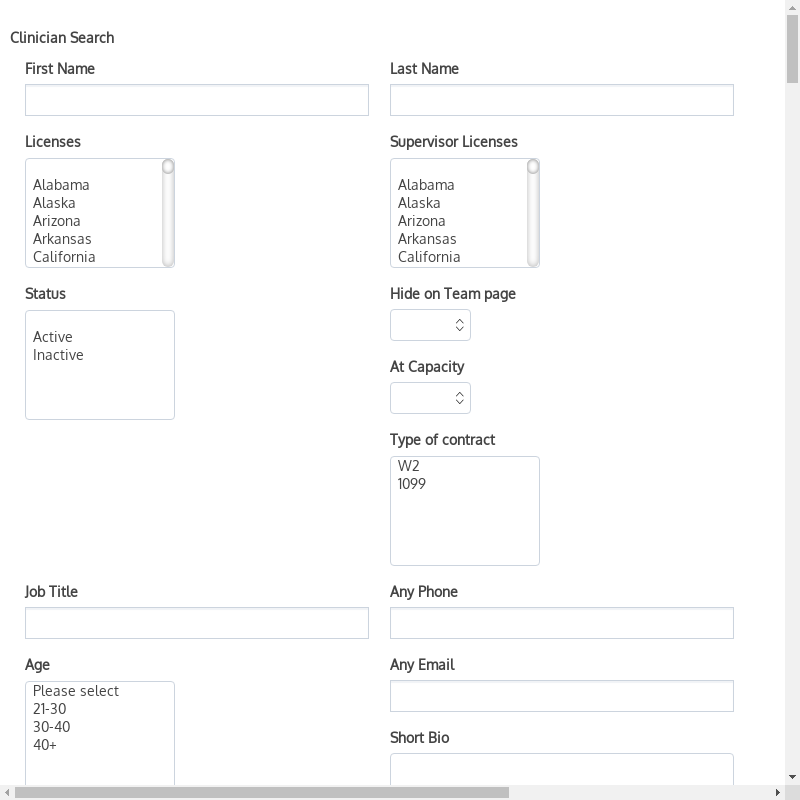 Clinician Search
First Name
Last Name
Licenses
Alabama
Alaska
Arizona
Arkansas
California
Supervisor Licenses
Alabama
Alaska
Arizona
Arkansas
California
Status
Active
Inactive
Hide on Team page
At Capacity
Type of contract
W2
1099
Job Title
Any Phone
Age
Please select
21-30
30-40
40+
Any Email
Short Bio